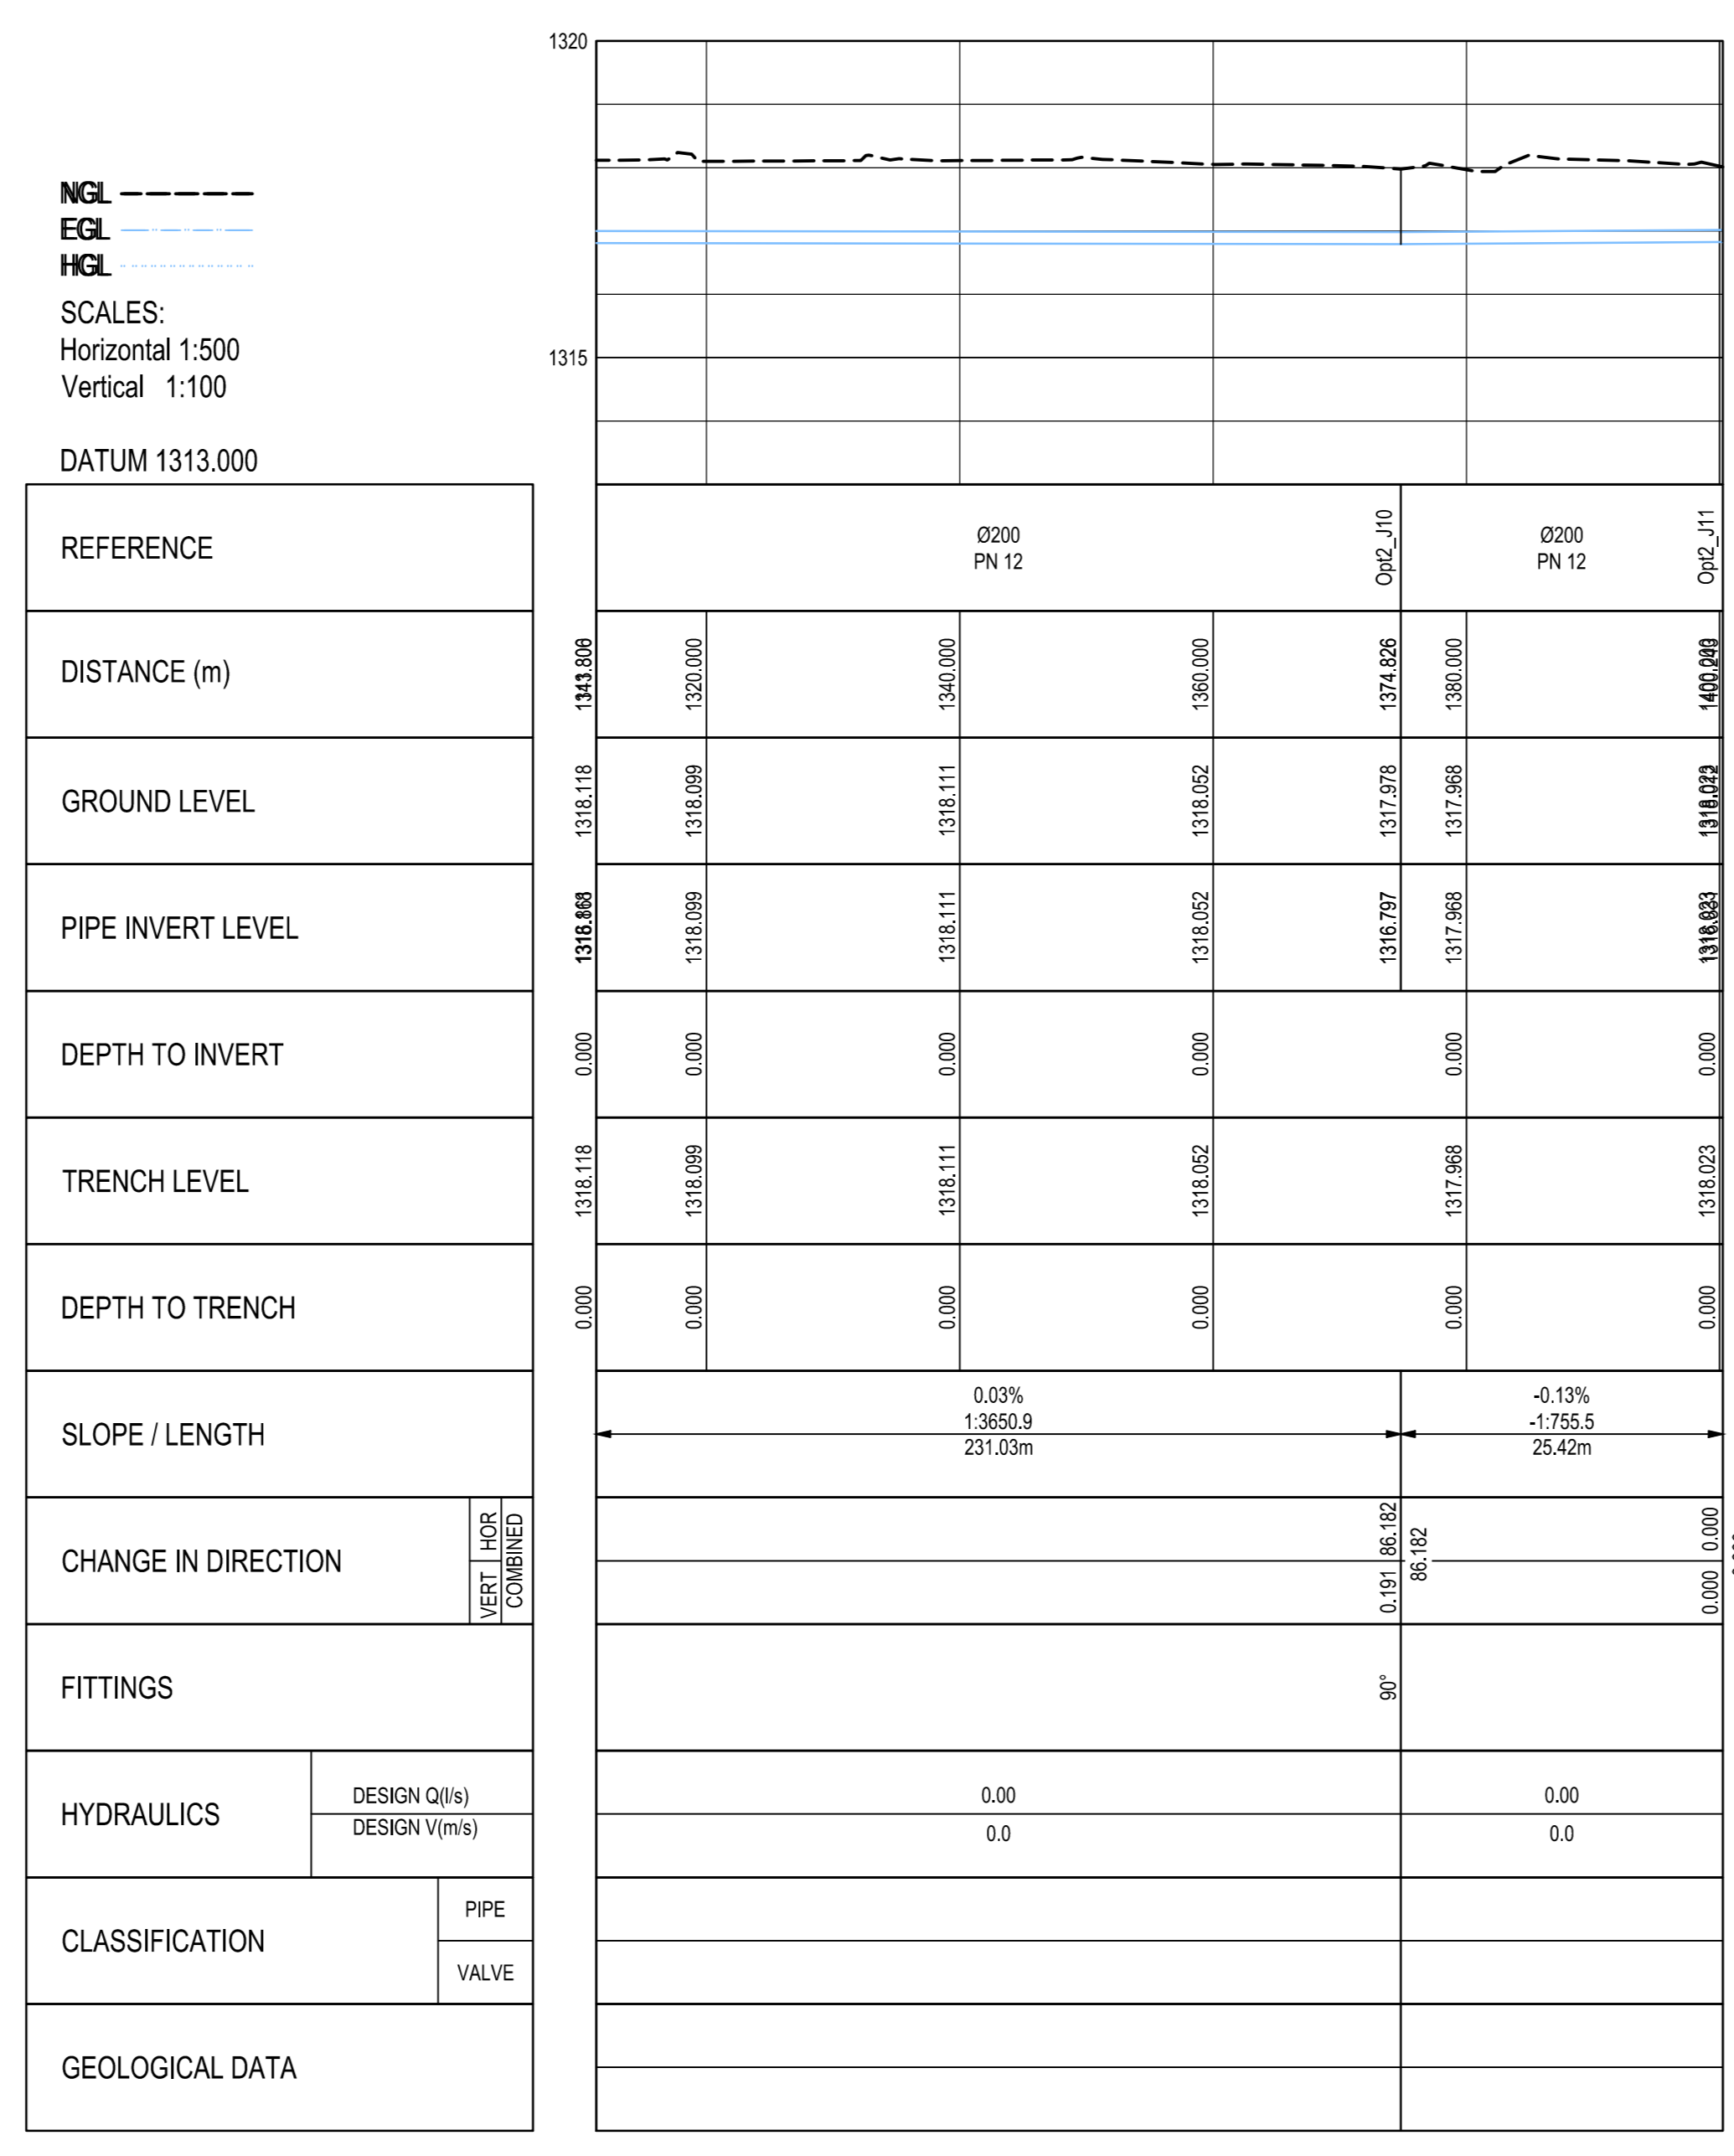 1320
1315
NGL
EGL
HGL
SCALES:
Horizontal 1:500
Vertical 1:100
DATUM 1313.000
REFERENCE
Ø200
PN 12
Opt2_J10
Ø200
PN 12
Opt2_J11
DISTANCE (m)
1320.000
1340.000
1360.000
1374.826
1380.000
GROUND LEVEL
1318.118
1318.099
1318.111
1318.052
1317.978
1317.968
PIPE INVERT LEVEL
1318.099
1318.111
1318.052
1316.797
1317.968
DEPTH TO INVERT
0.000
0.000
0.000
0.000
0.000
0.000
TRENCH LEVEL
1318.118
1318.099
1318.111
1318.052
1317.968
1318.023
DEPTH TO TRENCH
0.000
0.000
0.000
0.000
0.000
0.000
SLOPE / LENGTH
0.03%
1:3650.9
231.03m
-0.13%
-1:755.5
25.42m
CHANGE IN DIRECTION
VERT
HOR
COMBINED
0.191
86.182
86.182
0.000
0.000
FITTINGS
90°
HYDRAULICS
DESIGN Q(l/s)
DESIGN V(m/s)
0.00
0.0
0.00
0.0
CLASSIFICATION
PIPE
VALVE
GEOLOGICAL DATA